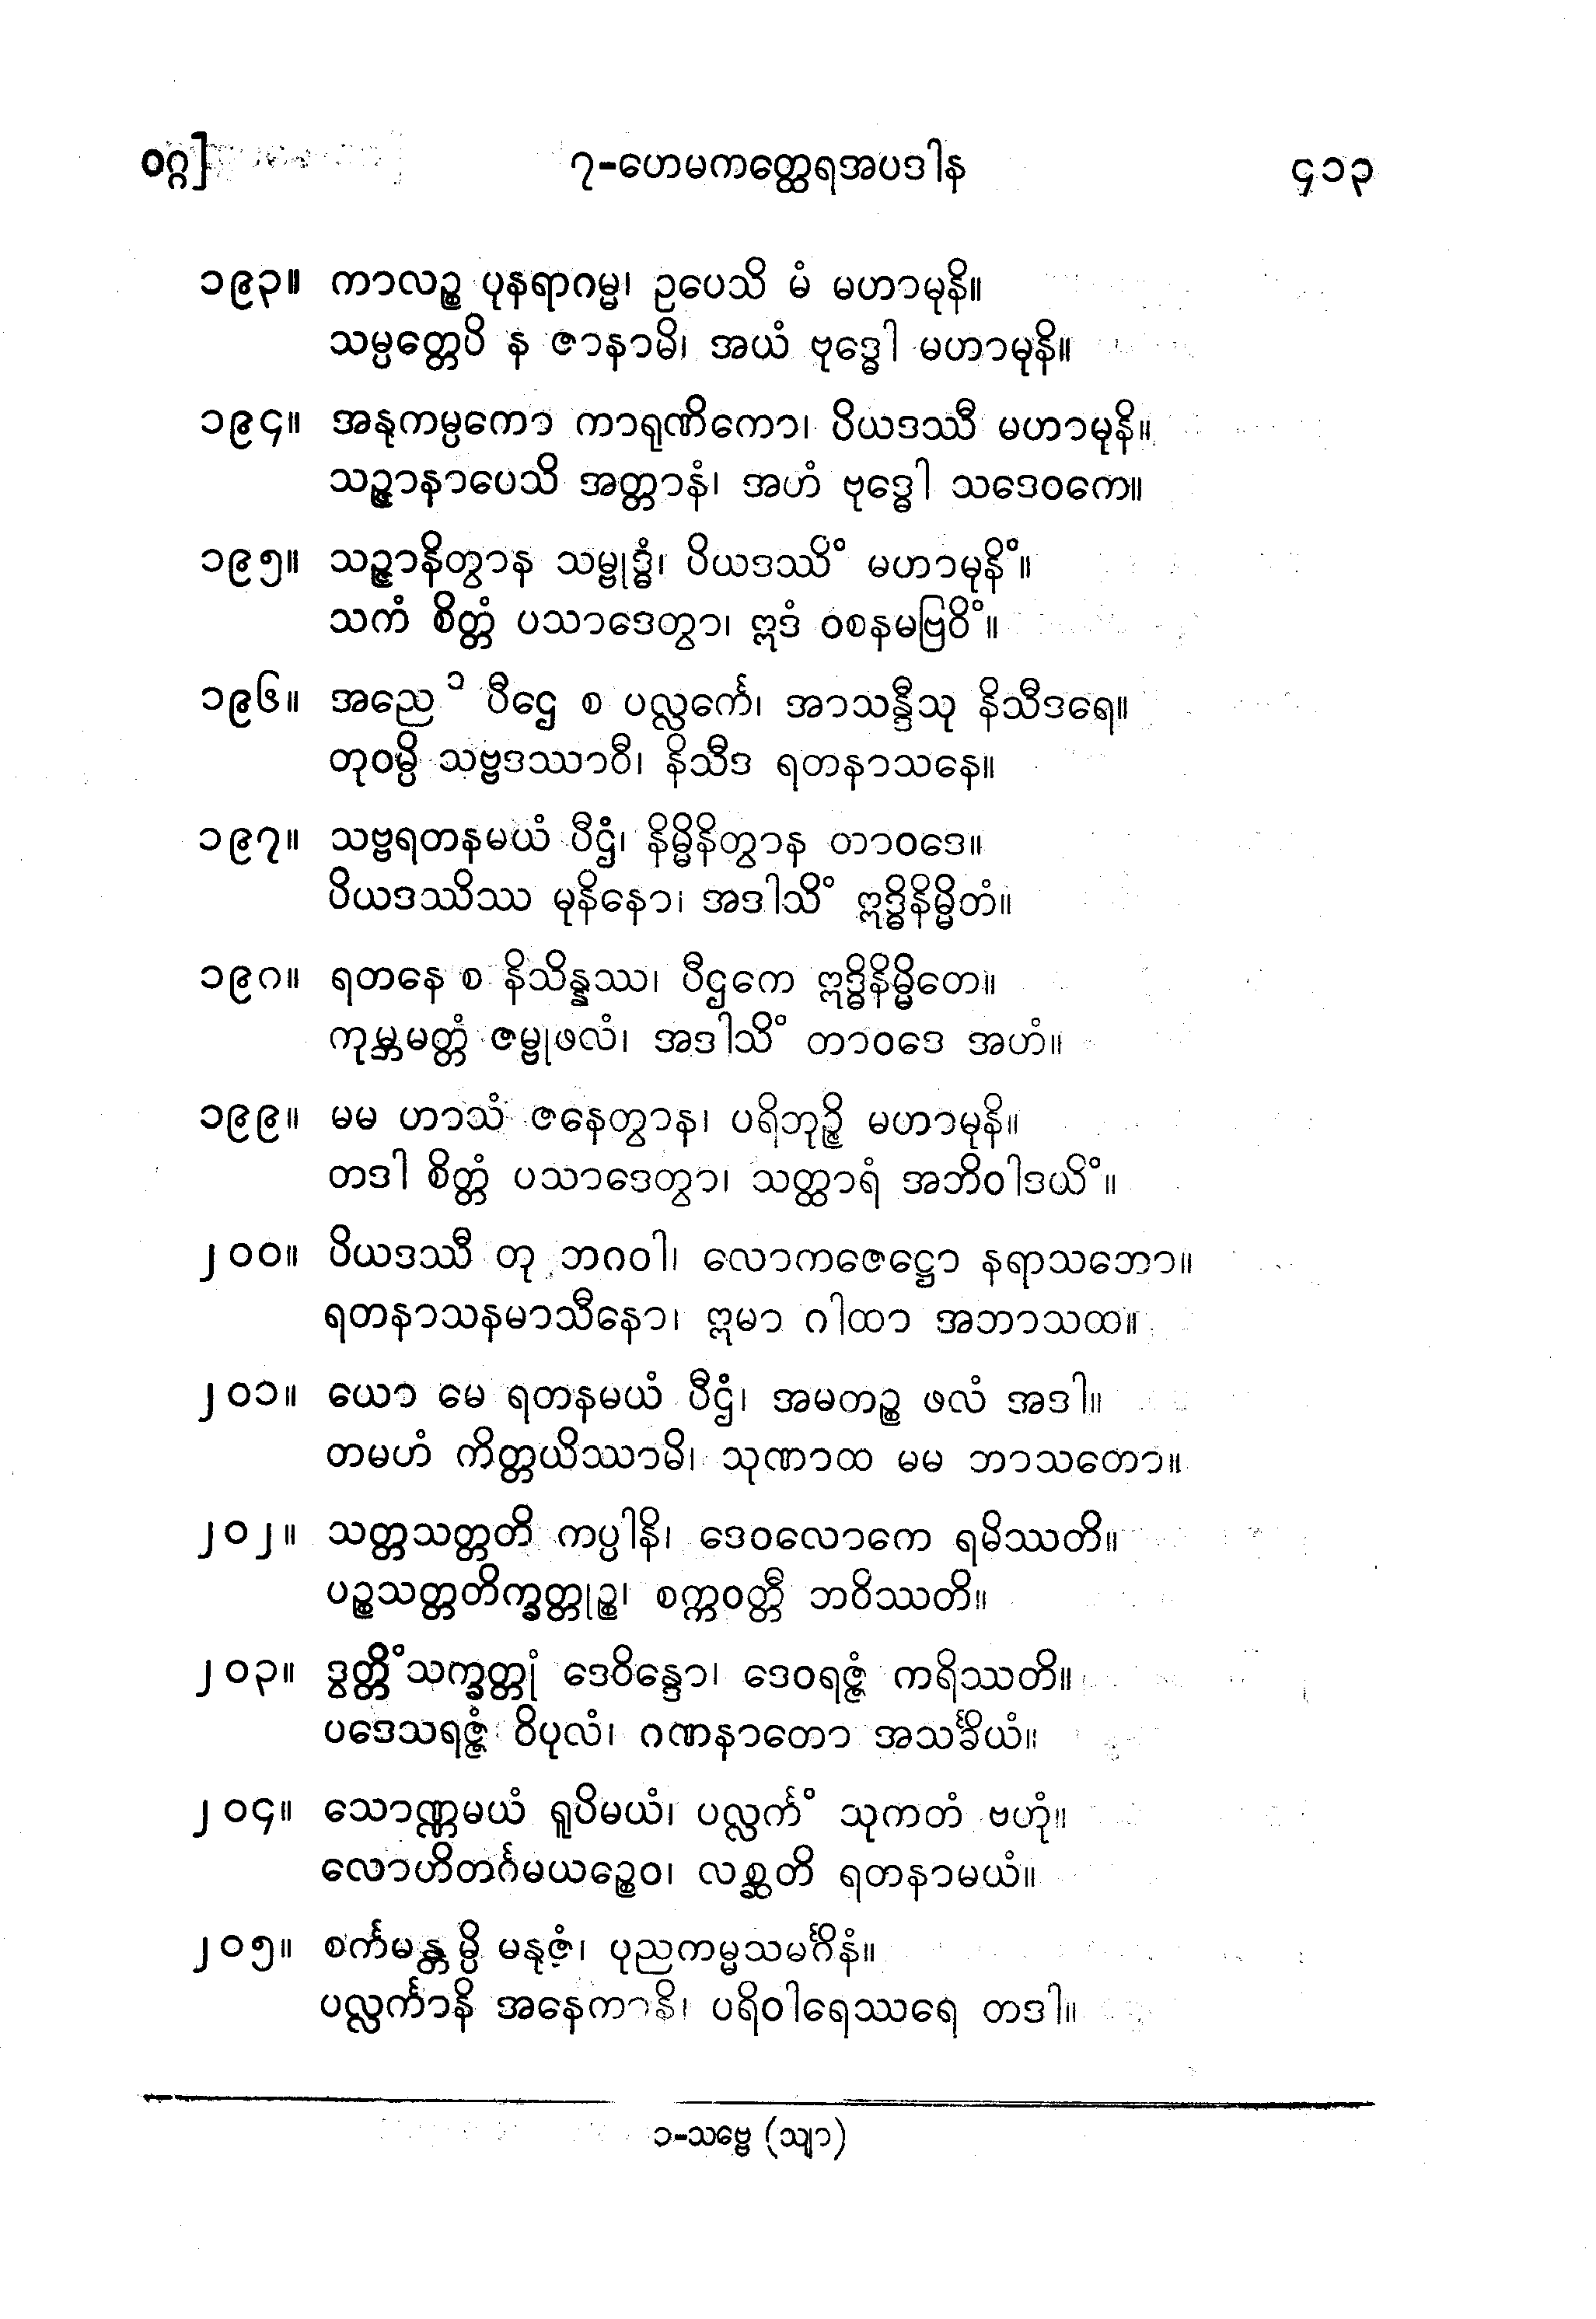 ဝဂ္ဂ]
၇-ဟေမကတ္ထေရအပဒါန
၄၁၃
၁၉၃။ ကာလဉ္စ ပုနရာဂမ္မ၊ ဥပေသိ မံ မဟာမုနိ။
သမ္ပတ္တေပိ န ဇာနာမိ၊ အယံ ဗုဒ္ဓေါ မဟာမုနိ။
၁၉၄။ အနုကမ္ပကော ကာရုဏိကော၊ ပိယဒဿီ မဟာမုနိ။
သဉ္ဇာနာပေသိ အတ္တာနံ၊ အဟံ ဗုဒ္ဓေါ သဒေဝကေ။
၁၉၅။ သဉ္ဇာနိတွာန သမ္ဗုဒ္ဓံ၊ ပိယဒဿိံ မဟာမုနိံ။
သကံ စိတ္တံ ပသာဒေတွာ၊ ဣဒံ ဝစနမဗြဝိံ။
၁၉၆။ အညေ ၁ ပီဌေ စ ပလ္လင်္ကေ၊ အာသန္ဒီသု နိသီဒရေ။
တုဝမ္ပိ သဗ္ဗဒဿာဝီ၊ နိသီဒ ရတနာသနေ။
၁၉၇။ သဗ္ဗရတနမယံ ပီဌံ၊ နိမ္မိနိတွာန တာဝဒေ။
ပိယဒဿိဿ မုနိနော၊ အဒါသိံ ဣဒ္ဓိနိမ္မိတံ။
၁၉၈။ ရတနေ စ နိသိန္နဿ၊ ပီဌကေ ဣဒ္ဓိနိမ္မိတေ။
ကုမ္ဘမတ္တံ ဇမ္ဗုဖလံ၊ အဒါသိံ တာဝဒေ အဟံ။
၁၉၉။ မမ ဟာသံ ဇနေတွာန၊ ပရိဘုဉ္ဇိ မဟာမုနိ။
တဒါ စိတ္တံ ပသာဒေတွာ၊ သတ္ထာရံ အဘိဝါဒယိံ။
၂၀၀။ ပိယဒဿီ တု ဘဂဝါ၊ လောကဇေဋ္ဌော နရာသဘော။
ရတနာသနမာသီနော၊ ဣမာ ဂါထာ အဘာသထ။
၂၀၁။ ယော မေ ရတနမယံ ပီဌံ၊ အမတဉ္စ ဖလံ အဒါ။
တမဟံ ကိတ္တယိဿာမိ၊ သုဏာထ မမ ဘာသတော။
၂၀၂။ သတ္တသတ္တတိ ကပ္ပါနိ၊ ဒေဝလောကေ ရမိဿတိ။
ပဉ္စသတ္တတိက္ခတ္တုဉ္စ၊ စက္ကဝတ္တီ ဘဝိဿတိ။
၂၀၃။ ဒွတ္တိံသက္ခတ္တုံ ဒေဝိန္ဒော၊ ဒေဝရဇ္ဇံ ကရိဿတိ။
ပဒေသရဇ္ဇံ ဝိပုလံ၊ ဂဏနာတော အသင်္ခိယံ။
၂၀၄။ သောဏ္ဏမယံ ရူပိမယံ၊ ပလ္လင်္ကံ သုကတံ ဗဟုံ။
လောဟိတင်္ဂမယဉ္စေဝ၊ လစ္ဆတိ ရတနာမယံ။
၂၀၅။ စင်္ကမန္တမ္ပိ မနုဇံ၊ ပုညကမ္မသမင်္ဂိနံ။
ပလ္လင်္ကာနိ အနေကာနိ၊ ပရိဝါရေဿရေ တဒါ။
၁-သဗ္ဗေ (သျာ)